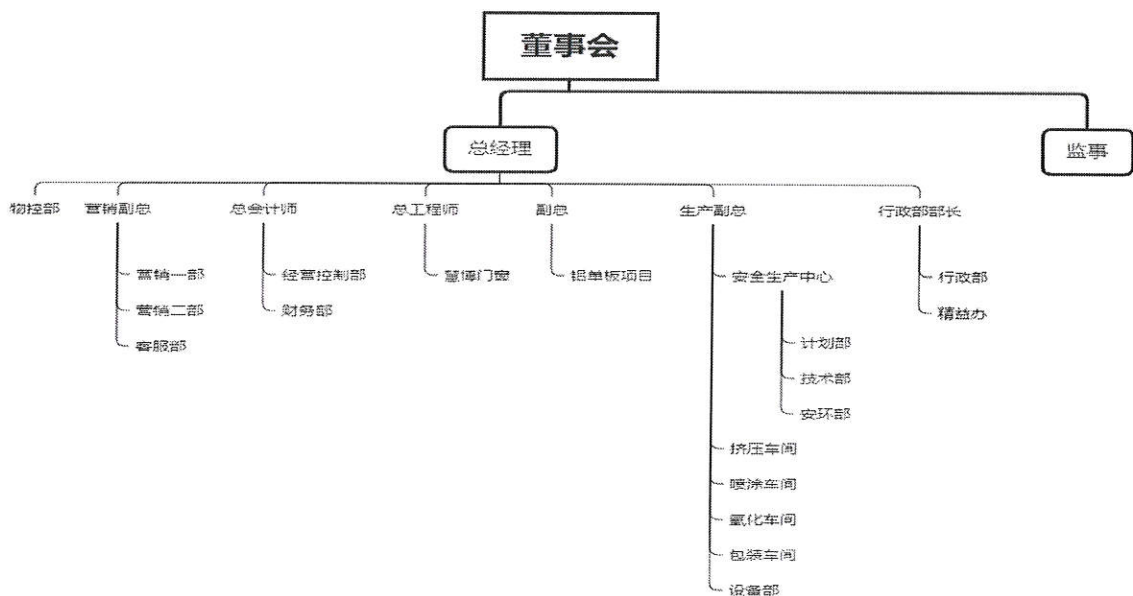 董事会
总经理
监事
物控部
营销副总
总会计师
总工程师
副总
生产副总
行政部部长
营销一部
营销二部
客服部
经营控制部
财务部
慧博门窗
铝单板项目
安全生产中心
计划部
技术部
安环部
挤压车间
喷涂车间
氧化车间
包装车间
设备部
行政部
精益办